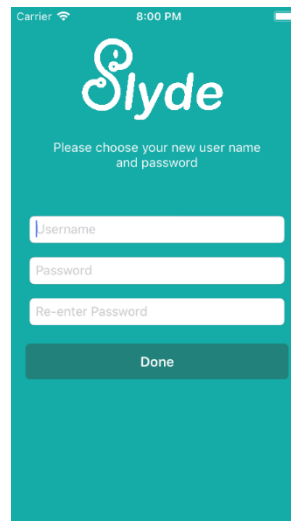 Carrier 8:00 PM
Slyde
Please choose your new user name
and password
Username
Password
Re-enter Password
Done